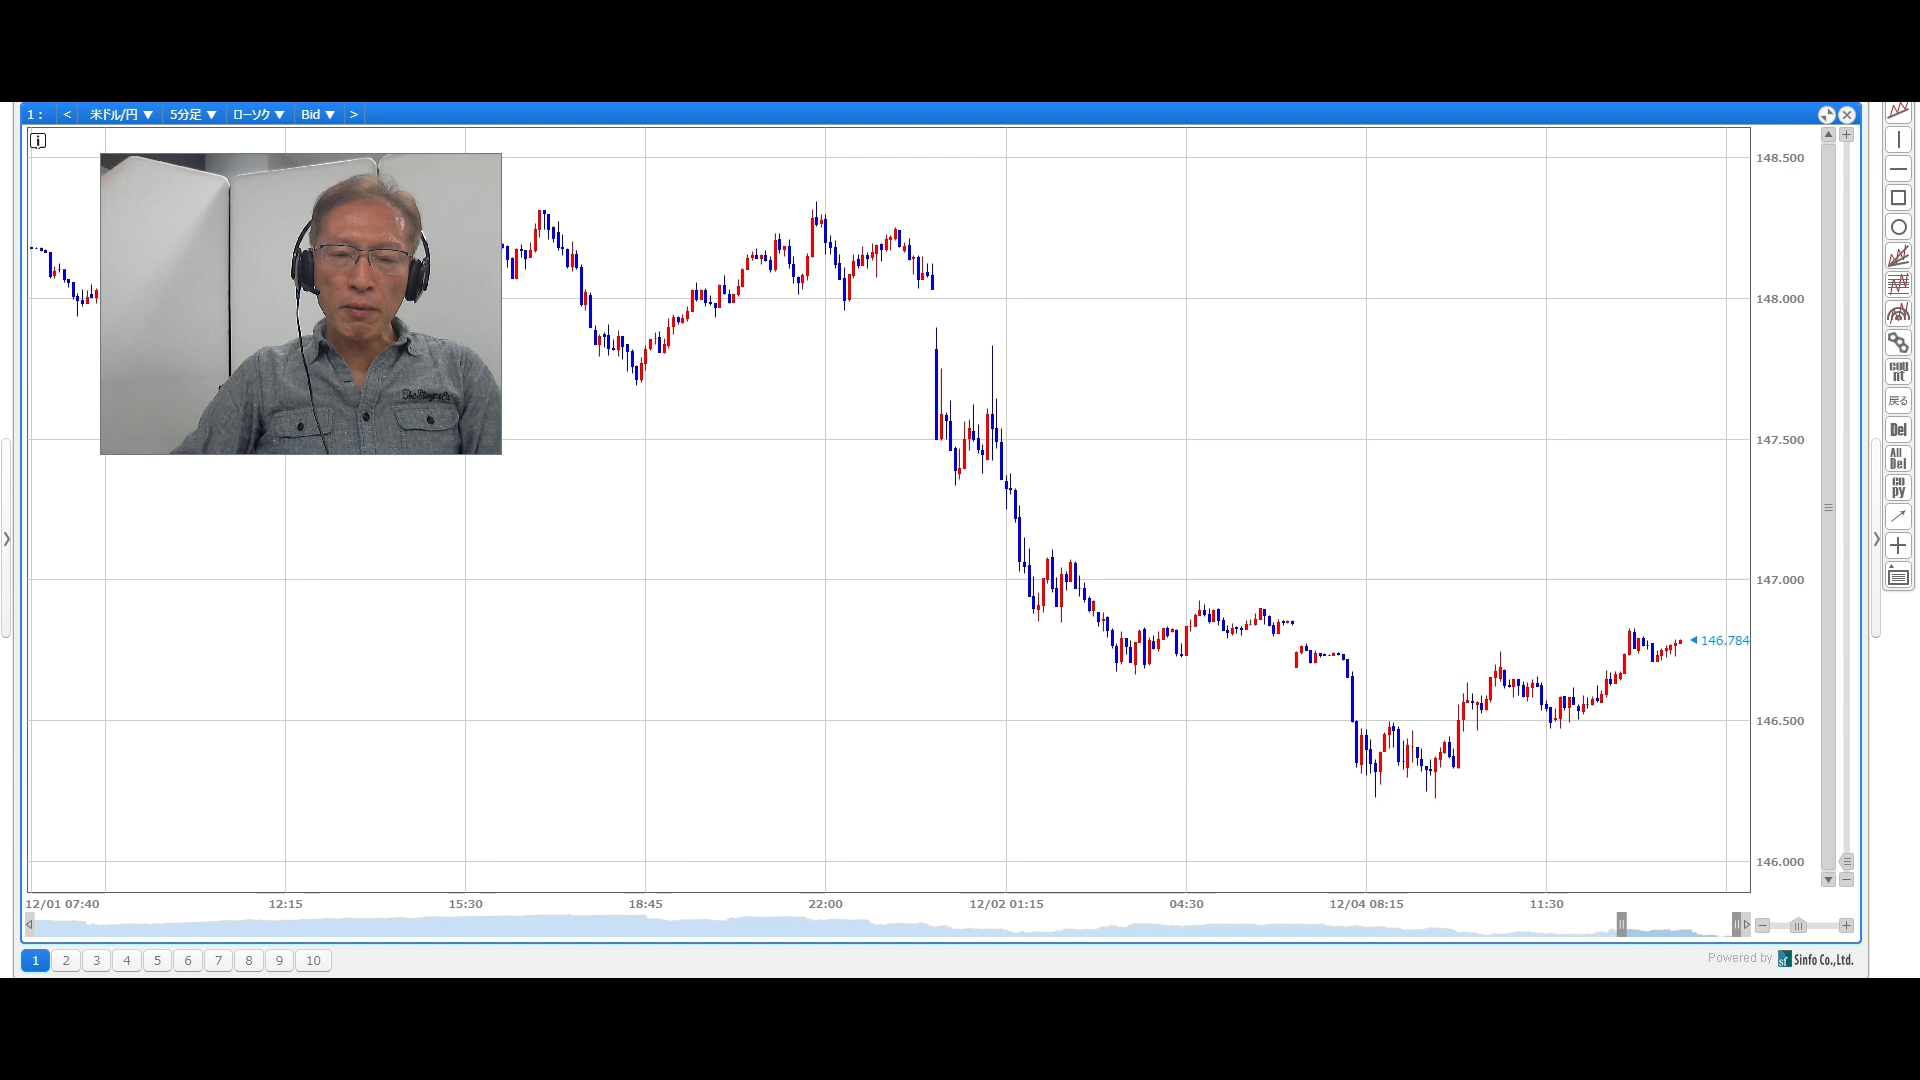 1 : < 米ドル/円 ▼ 5分足 ▼ ローソク ▼ Bid ▼ >
i
148.500
148.000
147.500
147.000
146.784
146.500
146.000
count
戻る
Del
All Del
copy
12/01 07:40 12:15 15:30 18:45 22:00 12/02 01:15 04:30 12/04 08:15 11:30
1 2 3 4 5 6 7 8 9 10
Powered by sf Sinfo Co.,Ltd.